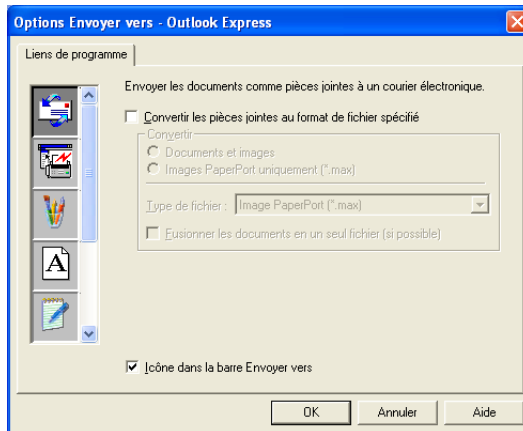 Options Envoyer vers - Outlook Express
Liens de programme
Envoyer les documents comme pièces jointes à un courier électronique.
Convertir les pièces jointes au format de fichier spécifié
Convertir
Documents et images
Images PaperPort uniquement (*.max)
Type de fichier : Image PaperPort (*.max)
Fusionner les documents en un seul fichier (si possible)
A
Icône dans la barre Envoyer vers
OK Annuler Aide